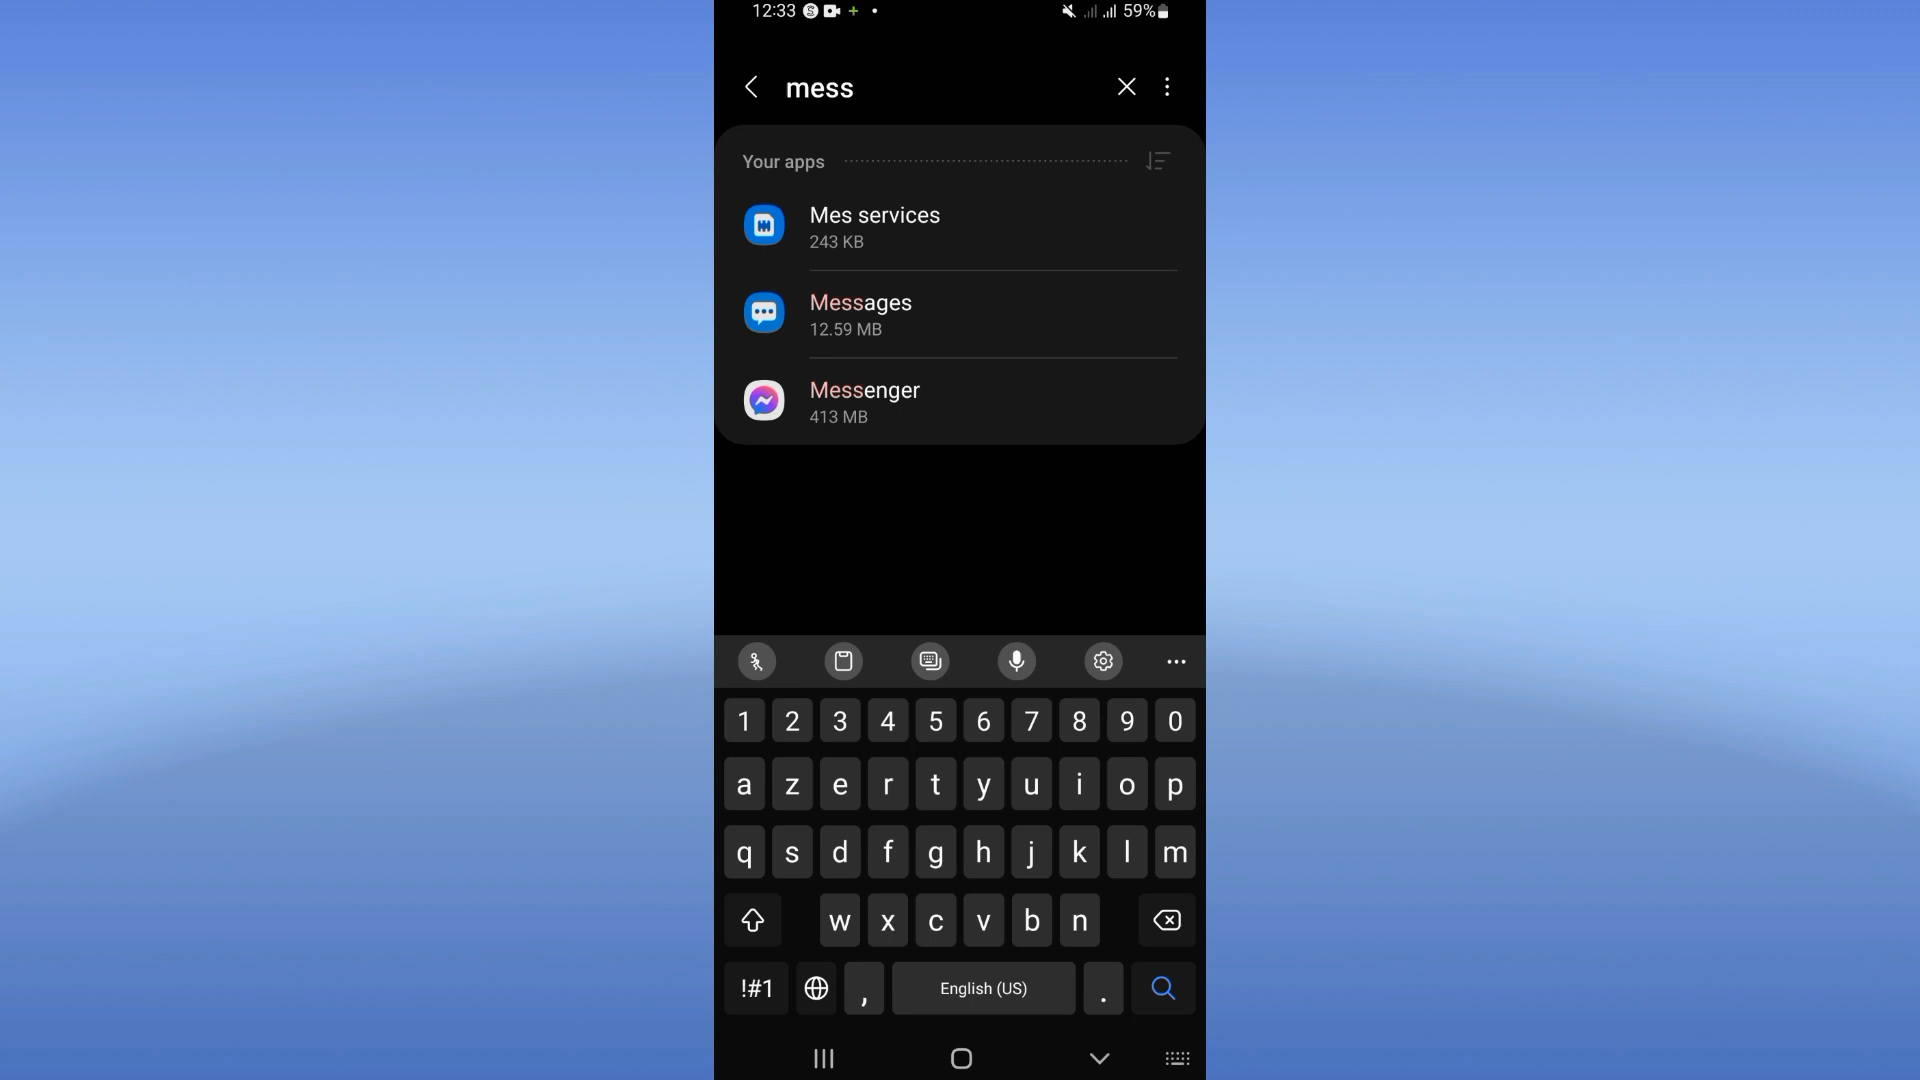 12:33 59%
mess
Your apps
Mes services
243 KB
Messages
12.59 MB
Messenger
413 MB
1 2 3 4 5 6 7 8 9 0
a z e r t y u i o p
q s d f g h j k l m
w x c v b n
!#1 , English (US) .